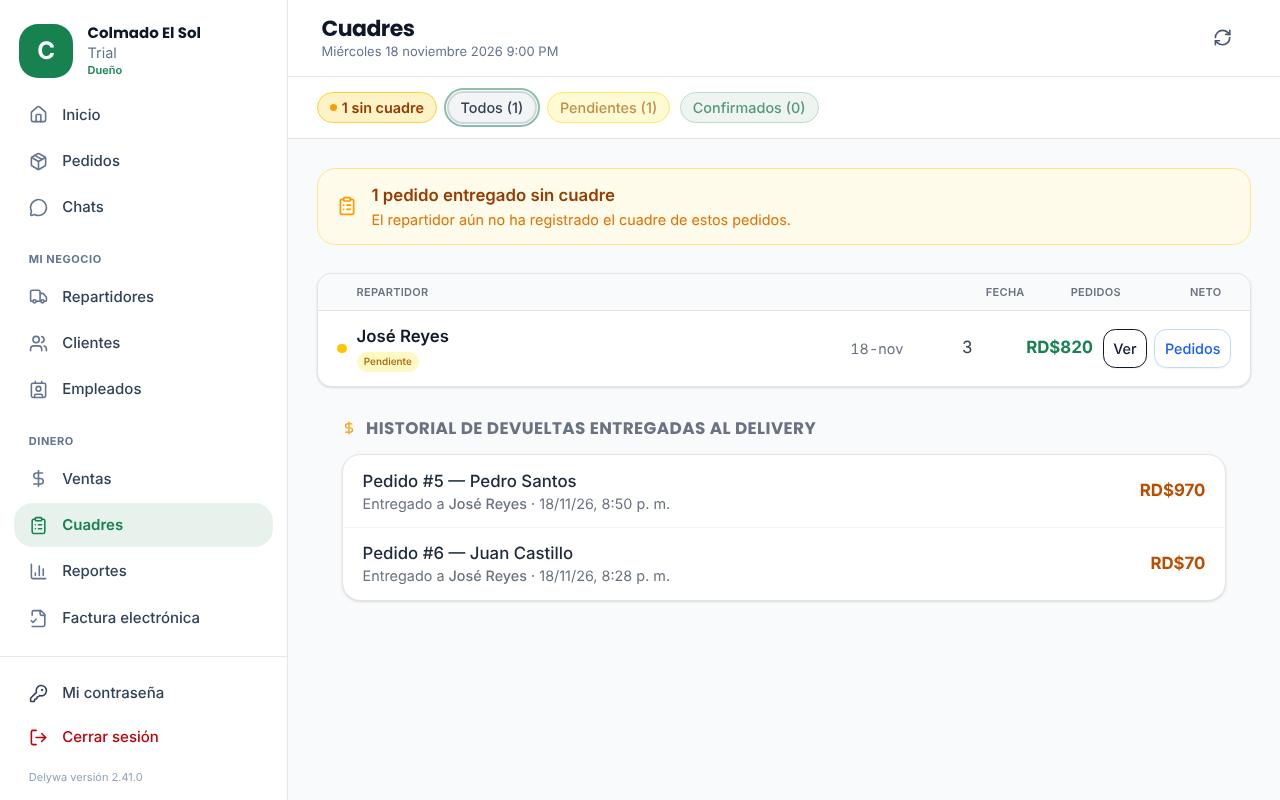 C
Colmado El Sol
Trial
Dueño
Inicio
Pedidos
Chats
MI NEGOCIO
Repartidores
Clientes
Empleados
DINERO
Ventas
Cuadres
Reportes
Factura electrónica
Mi contraseña
Cerrar sesión
Delywa versión 2.41.0
Cuadres
Miércoles 18 noviembre 2026 9:00 PM
1 sin cuadre
Todos (1)
Pendientes (1)
Confirmados (0)
1 pedido entregado sin cuadre
El repartidor aún no ha registrado el cuadre de estos pedidos.
REPARTIDOR FECHA PEDIDOS NETO
José Reyes
Pendiente
18-nov 3 RD$820 Ver Pedidos
$ HISTORIAL DE DEVUELTAS ENTREGADAS AL DELIVERY
Pedido #5 — Pedro Santos
Entregado a José Reyes · 18/11/26, 8:50 p. m.
RD$970
Pedido #6 — Juan Castillo
Entregado a José Reyes · 18/11/26, 8:28 p. m.
RD$70